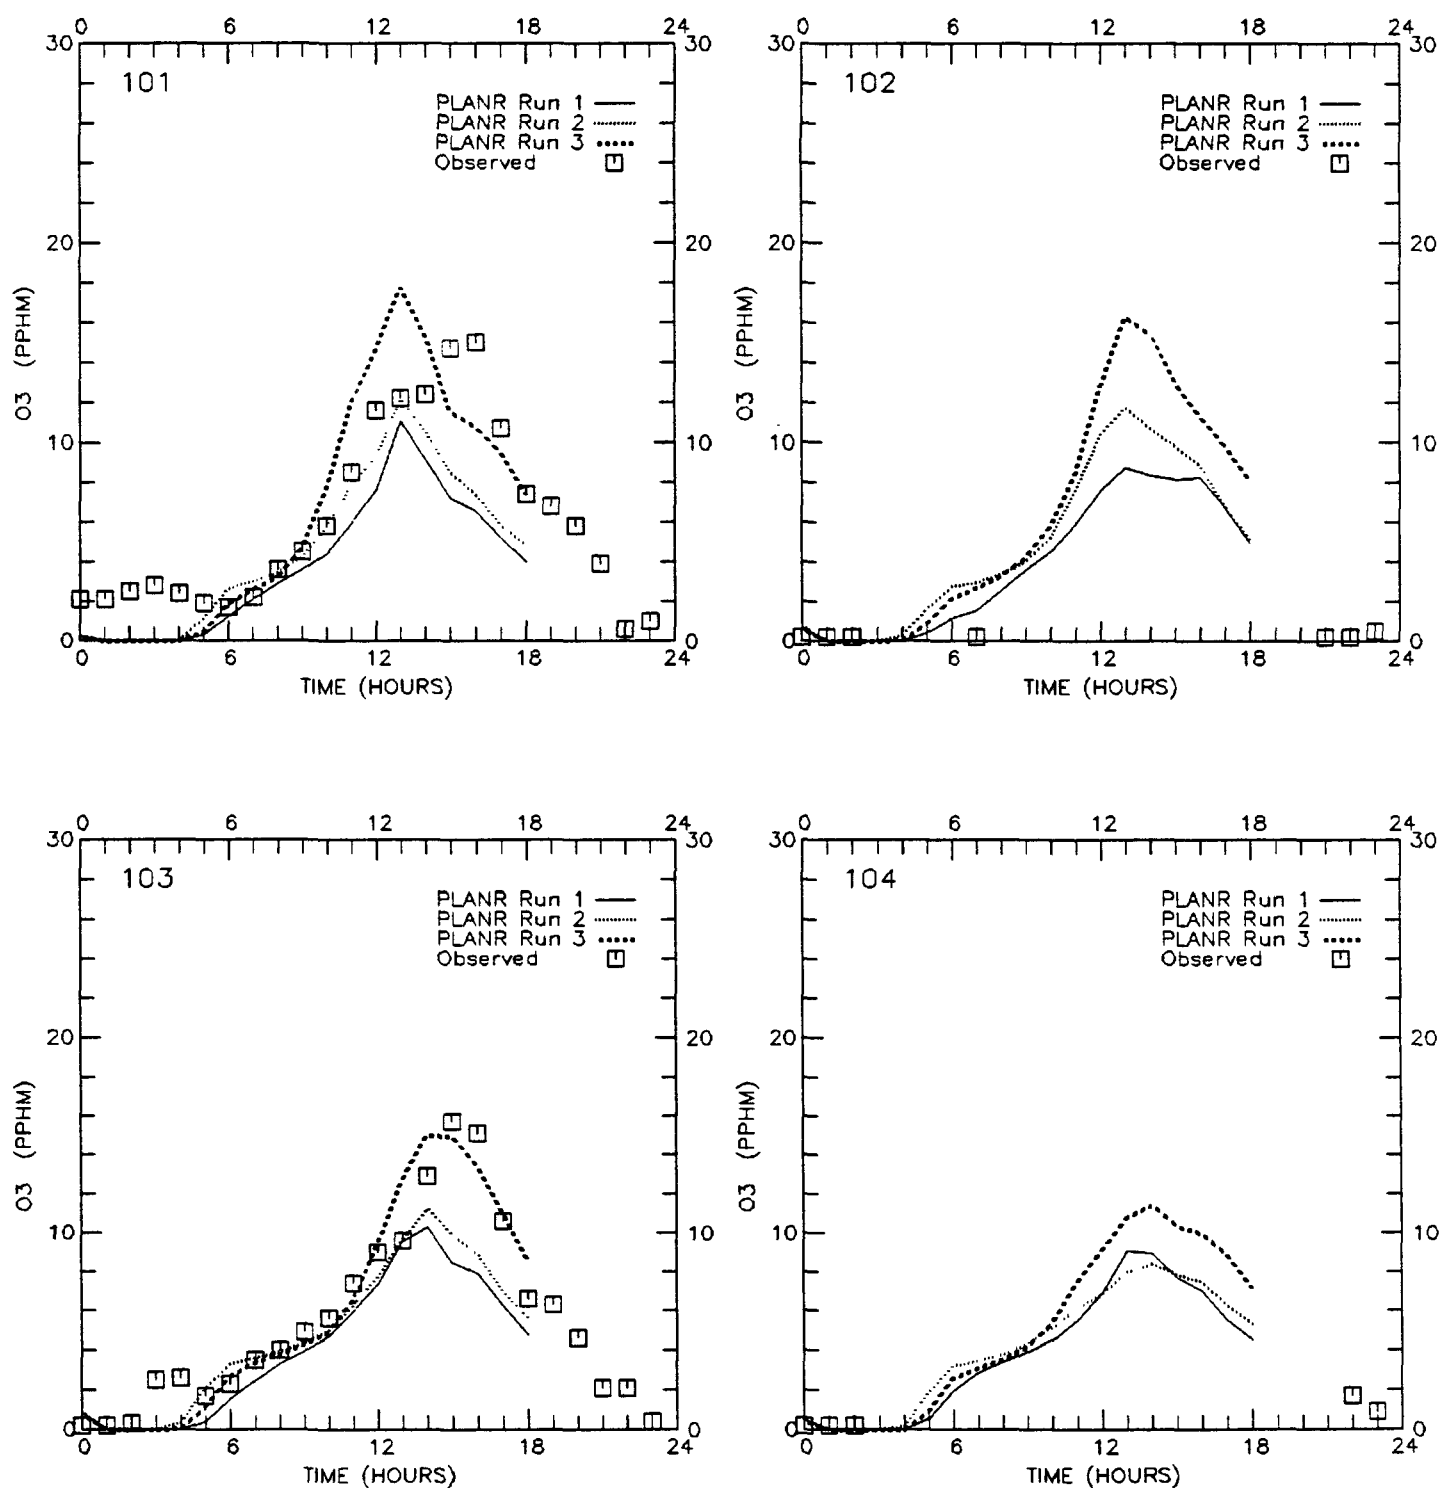 0 6 12 18 24
30 30
101
PLANR Run 1
PLANR Run 2
PLANR Run 3
Observed
20 20
O3 (PPHM)
10 10
0 0
0 6 12 18 24
TIME (HOURS)
0 6 12 18 24
30 30
102
PLANR Run 1
PLANR Run 2
PLANR Run 3
Observed
20 20
O3 (PPHM)
10 10
0 0
0 6 12 18 24
TIME (HOURS)
0 6 12 18 24
30 30
103
PLANR Run 1
PLANR Run 2
PLANR Run 3
Observed
20 20
O3 (PPHM)
10 10
0 0
0 6 12 18 24
TIME (HOURS)
0 6 12 18 24
30 30
104
PLANR Run 1
PLANR Run 2
PLANR Run 3
Observed
20 20
O3 (PPHM)
10 10
0 0
0 6 12 18 24
TIME (HOURS)